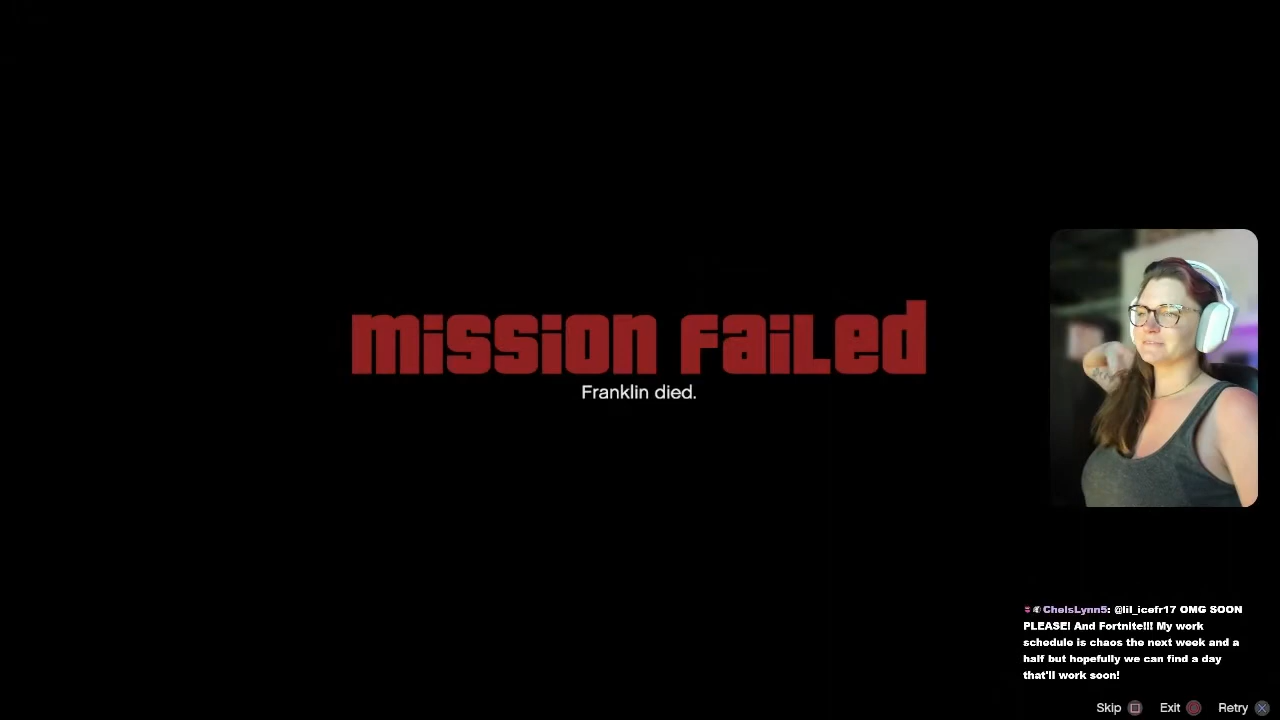 mission failed
Franklin died.
ChelsLynn5: @lil_icefr17 OMG SOON
PLEASE! And Fortnite!!! My work
schedule is chaos the next week and a
half but hopefully we can find a day
that'll work soon!
Skip Exit Retry